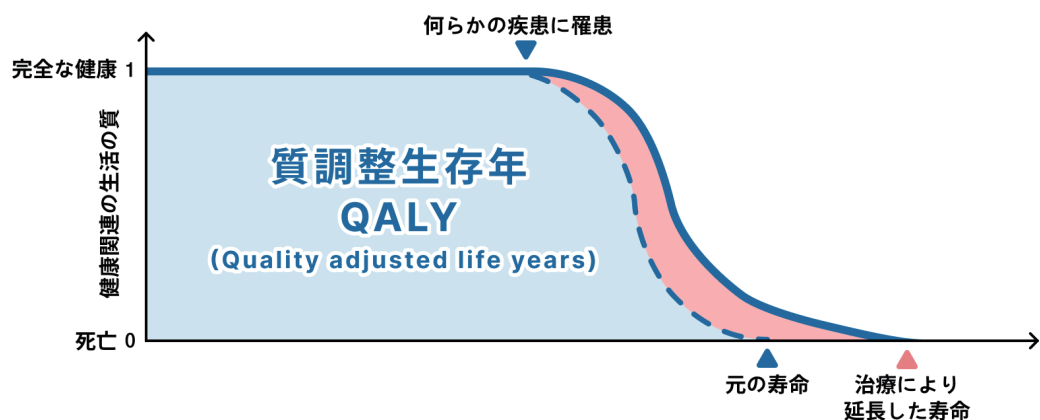 何らかの疾患に罹患
完全な健康 1
健康関連の生活の質
質調整生存年
QALY
(Quality adjusted life years)
死亡 0
元の寿命
治療により
延長した寿命